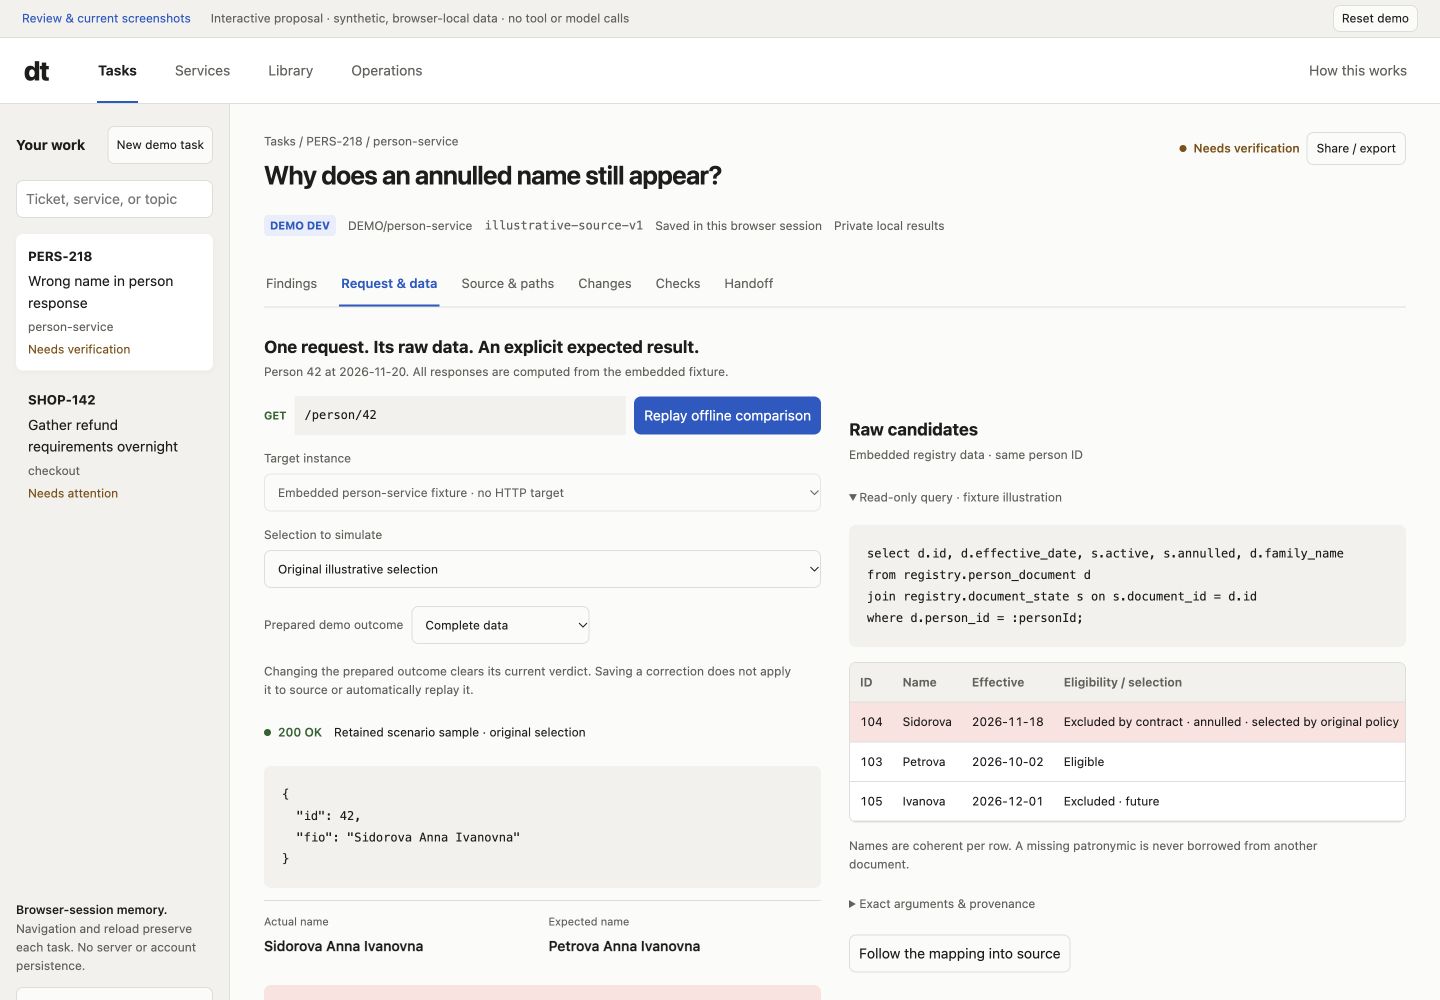 Review & current screenshots
Interactive proposal · synthetic, browser-local data · no tool or model calls
Reset demo
dt
Tasks
Services
Library
Operations
How this works
Your work
New demo task
Ticket, service, or topic
PERS-218
Wrong name in person
response
person-service
Needs verification
SHOP-142
Gather refund
requirements overnight
checkout
Needs attention
Browser-session memory.
Navigation and reload preserve
each task. No server or account
persistence.
Tasks / PERS-218 / person-service
Needs verification
Share / export
Why does an annulled name still appear?
DEMO DEV
DEMO/person-service
illustrative-source-v1
Saved in this browser session
Private local results
Findings
Request & data
Source & paths
Changes
Checks
Handoff
One request. Its raw data. An explicit expected result.
Person 42 at 2026-11-20. All responses are computed from the embedded fixture.
GET
/person/42
Replay offline comparison
Target instance
Embedded person-service fixture · no HTTP target
Selection to simulate
Original illustrative selection
Prepared demo outcome
Complete data
Changing the prepared outcome clears its current verdict. Saving a correction does not apply
it to source or automatically replay it.
200 OK
Retained scenario sample · original selection
{
"id": 42,
"fio": "Sidorova Anna Ivanovna"
}
Actual name
Sidorova Anna Ivanovna
Expected name
Petrova Anna Ivanovna
Raw candidates
Embedded registry data · same person ID
Read-only query · fixture illustration
select d.id, d.effective_date, s.active, s.annulled, d.family_name
from registry.person_document d
join registry.document_state s on s.document_id = d.id
where d.person_id = :personId;
ID Name Effective Eligibility / selection
104 Sidorova 2026-11-18 Excluded by contract · annulled · selected by original policy
103 Petrova 2026-10-02 Eligible
105 Ivanova 2026-12-01 Excluded · future
Names are coherent per row. A missing patronymic is never borrowed from another
document.
Exact arguments & provenance
Follow the mapping into source